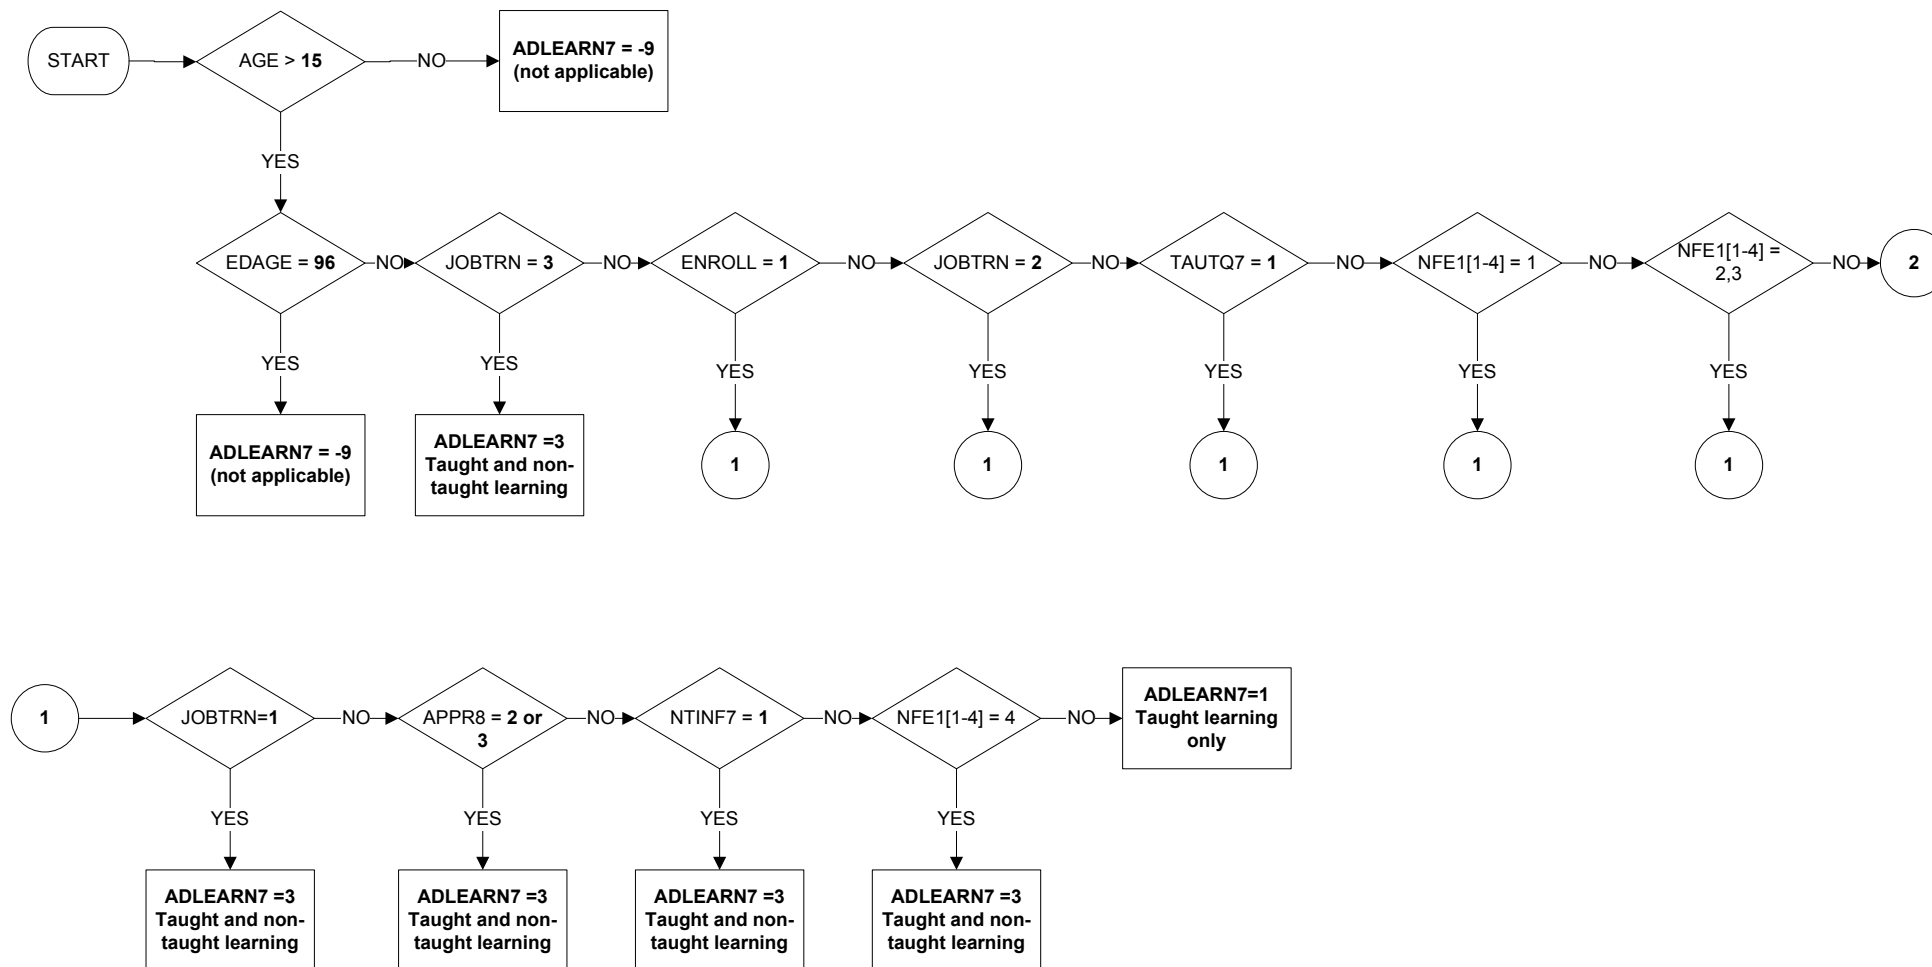 START
AGE > 15
NO
ADLEARN7 = -9
(not applicable)
YES
EDAGE = 96
NO
JOBTRN = 3
NO
ENROLL = 1
NO
JOBTRN = 2
NO
TAUTQ7 = 1
NO
NFE1[1-4] = 1
NO
NFE1[1-4] =
2,3
NO
2
YES
YES
YES
YES
YES
YES
YES
ADLEARN7 = -9
(not applicable)
ADLEARN7 =3
Taught and non-
taught learning
1
1
1
1
1
1
JOBTRN=1
NO
APPR8 = 2 or
3
NO
NTINF7 = 1
NO
NFE1[1-4] = 4
NO
ADLEARN7=1
Taught learning
only
YES
YES
YES
YES
ADLEARN7 =3
Taught and non-
taught learning
ADLEARN7 =3
Taught and non-
taught learning
ADLEARN7 =3
Taught and non-
taught learning
ADLEARN7 =3
Taught and non-
taught learning